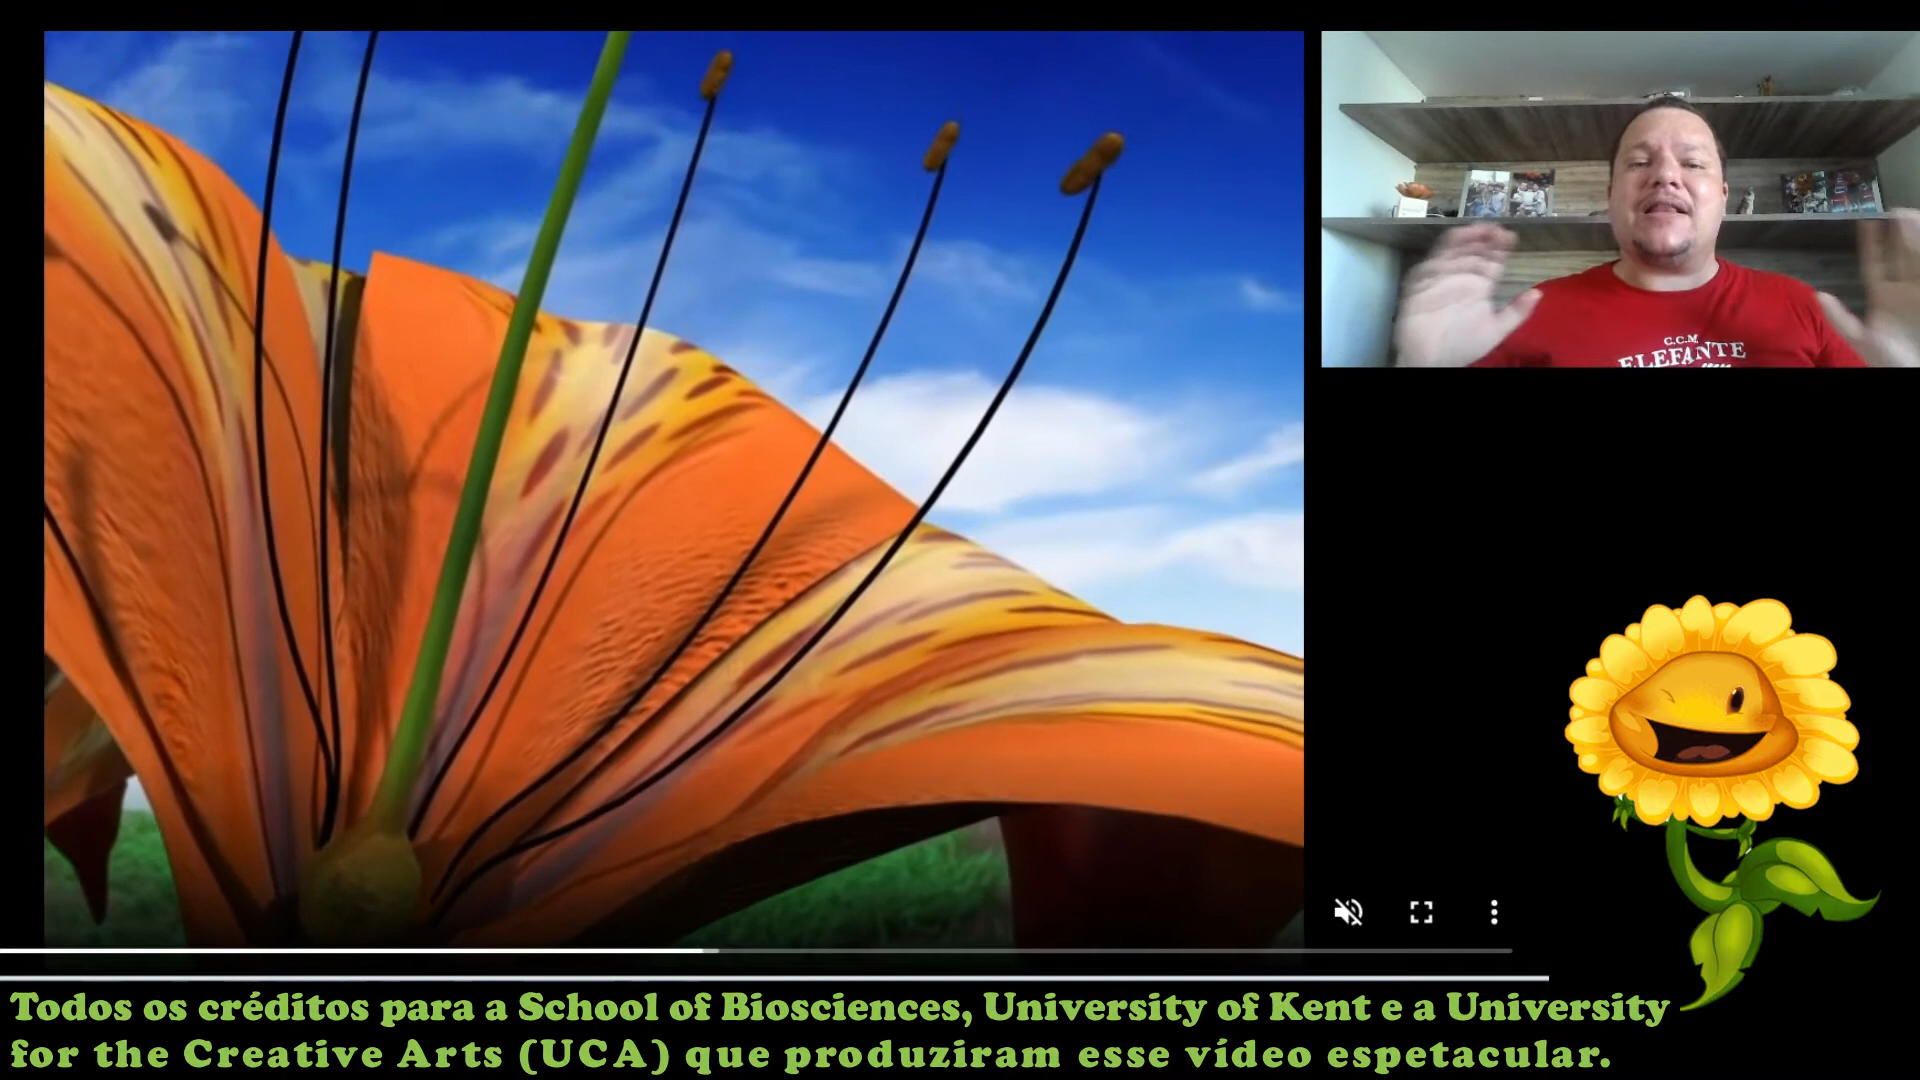 C.C.M
ELEFANTE
Todos os créditos para a School of Biosciences, University of Kent e a University
for the Creative Arts (UCA) que produziram esse vídeo espetacular.